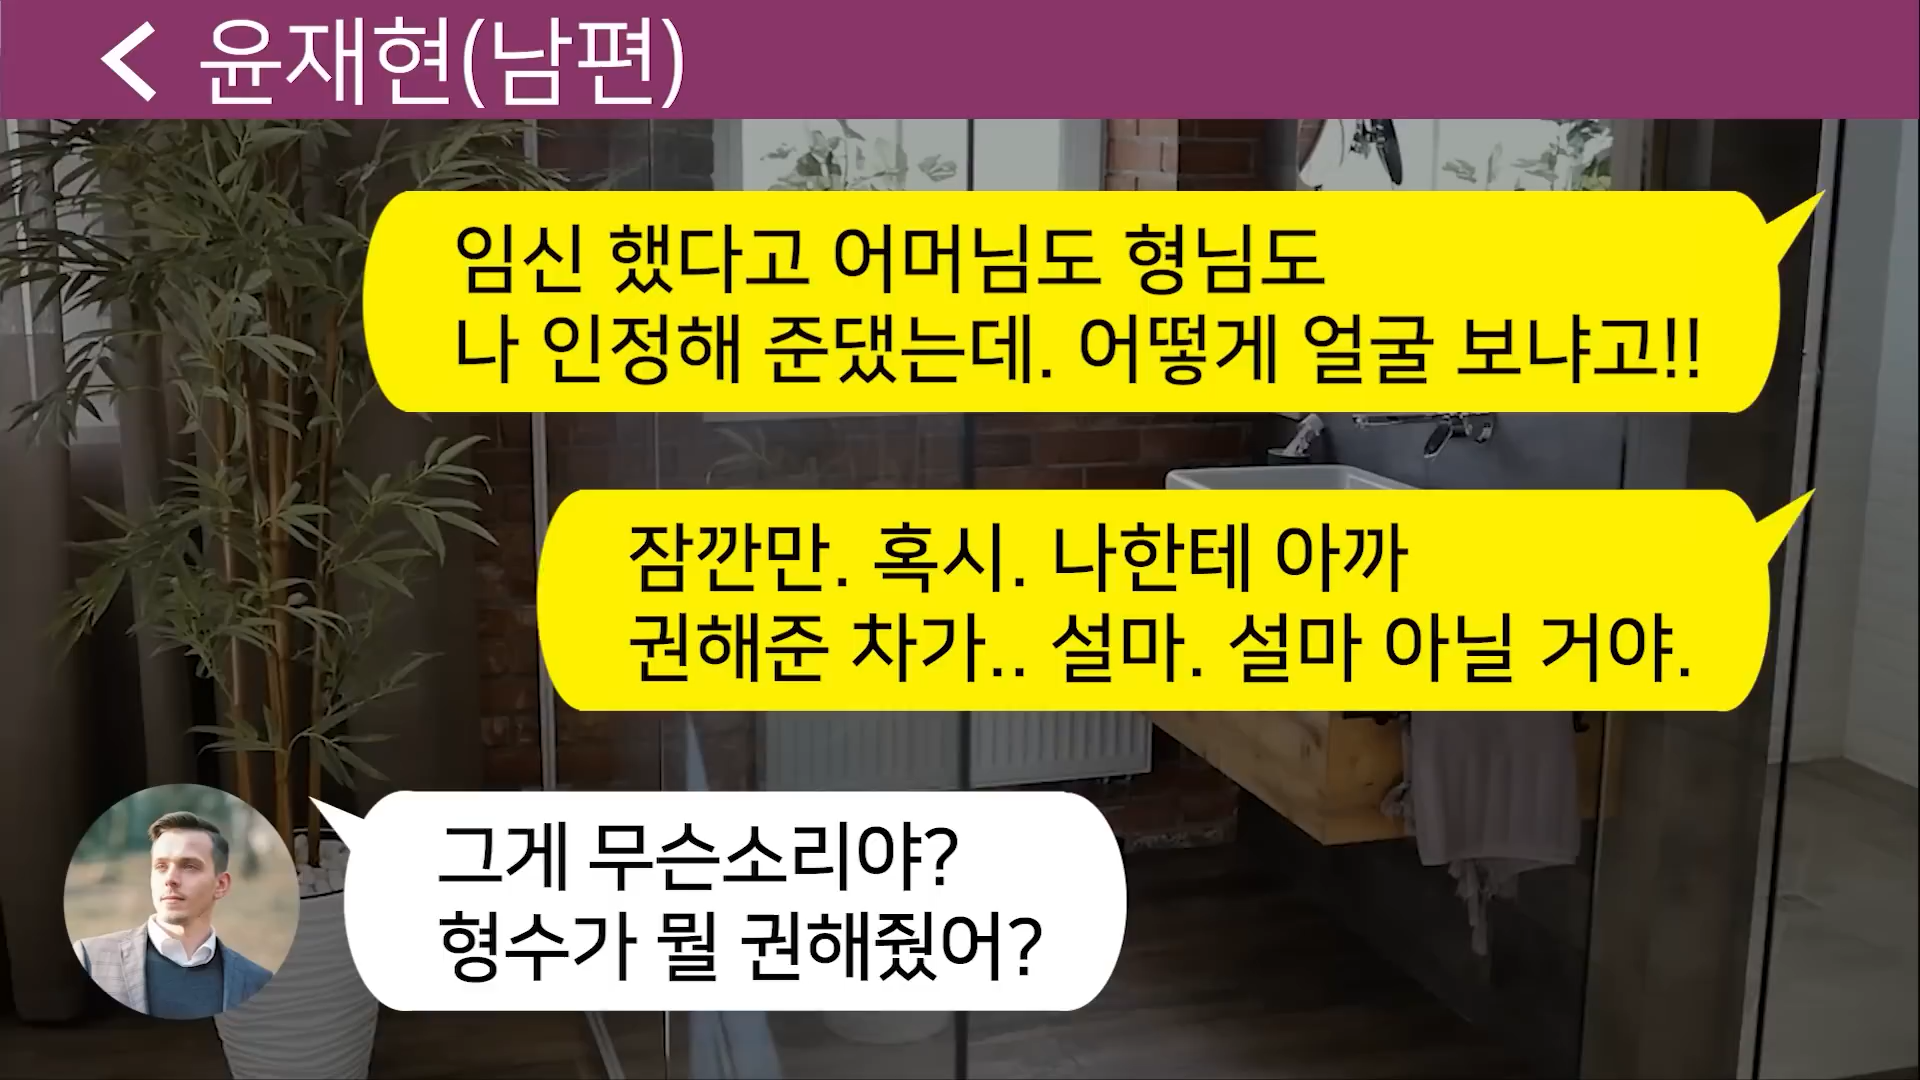 윤재현(남편)
임신 했다고 어머님도 형님도
나 인정해 준댔는데. 어떻게 얼굴 보냐고!!
잠깐만. 혹시. 나한테 아까
권해준 차가.. 설마. 설마 아닐 거야.
그게 무슨소리야?
형수가 뭘 권해줬어?